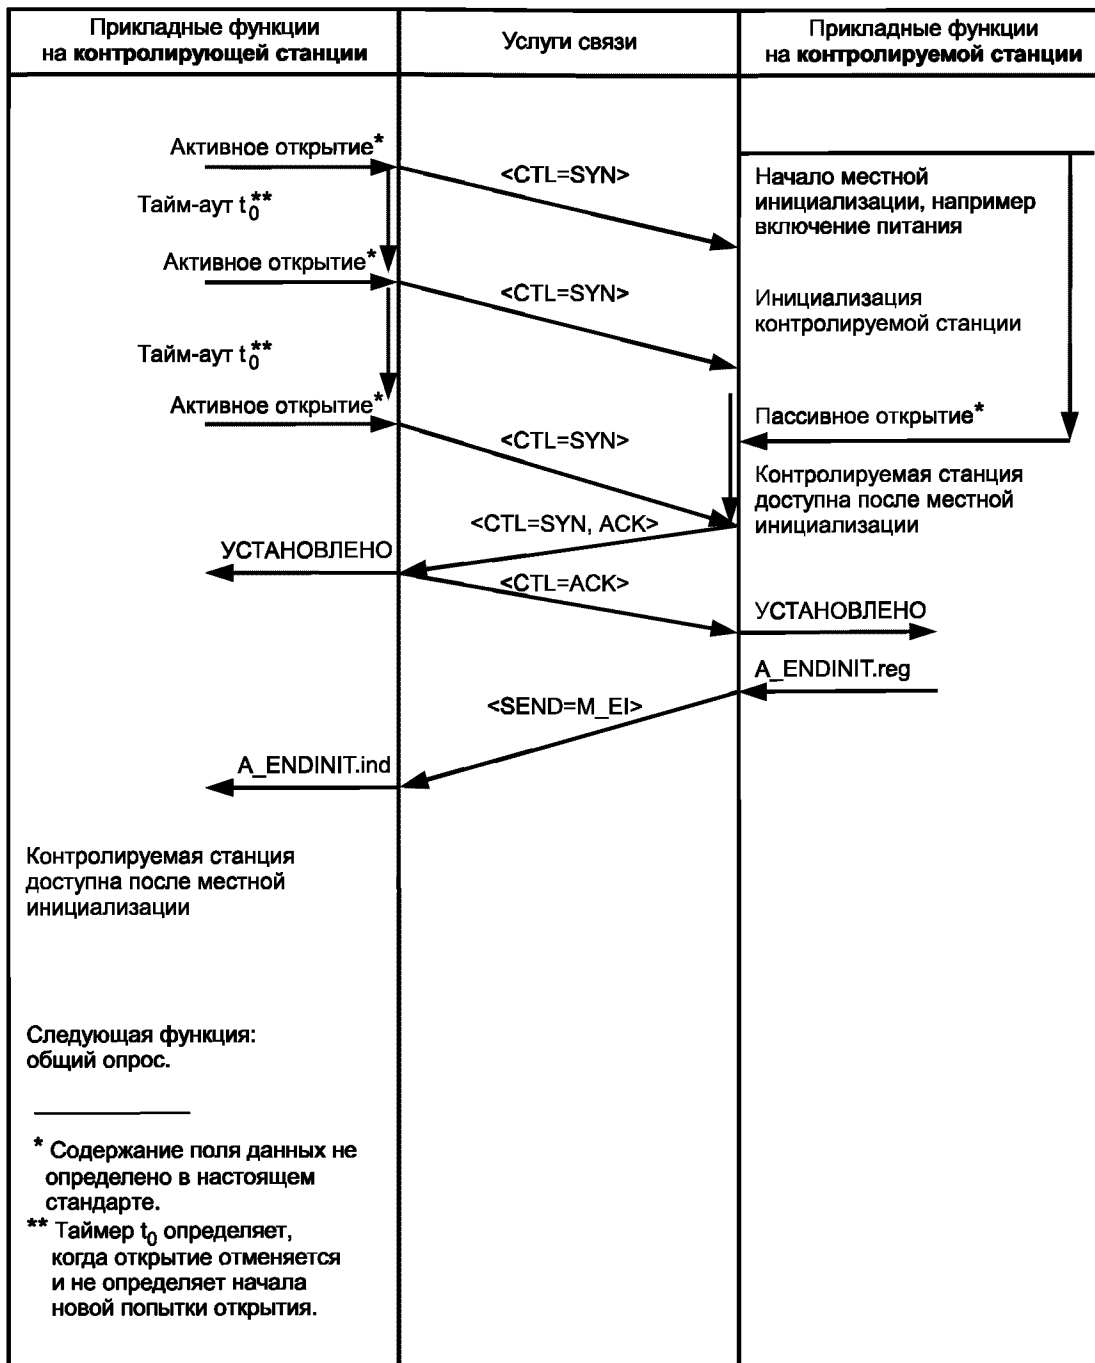 Прикладные функции
на контролирующей станции
Услуги связи
Прикладные функции
на контролируемой станции
Активное открытие*
<CTL=SYN>
Начало местной
инициализации, например
включение питания
Тайм-аут t0**
Активное открытие*
<CTL=SYN>
Инициализация
контролируемой станции
Тайм-аут t0**
Активное открытие*
<CTL=SYN>
Пассивное открытие*
Контролируемая станция
доступна после местной
инициализации
<CTL=SYN, ACK>
УСТАНОВЛЕНО
<CTL=ACK>
УСТАНОВЛЕНО
A_ENDINIT.reg
<SEND=M_EI>
A_ENDINIT.ind
Контролируемая станция
доступна после местной
инициализации
Следующая функция:
общий опрос.
* Содержание поля данных не
определено в настоящем
стандарте.
** Таймер t0 определяет,
когда открытие отменяется
и не определяет начала
новой попытки открытия.